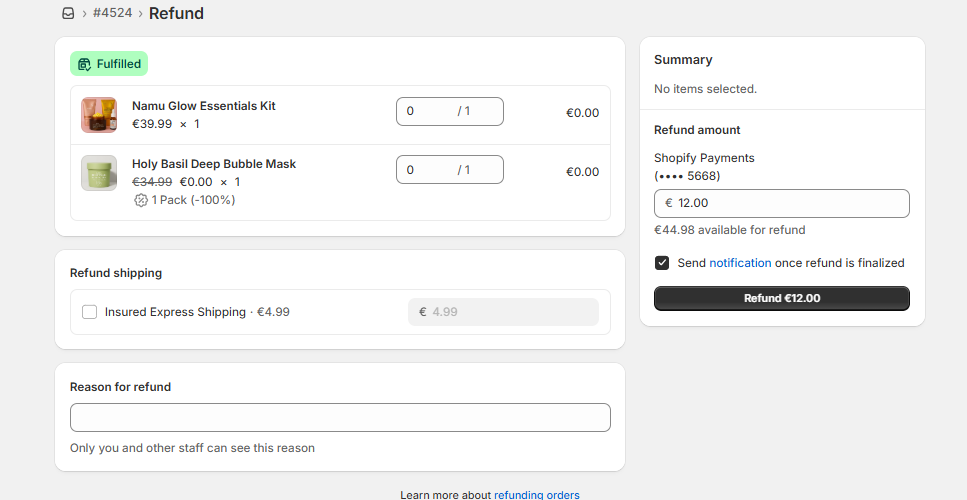 #4524 › Refund
Fulfilled
Namu Glow Essentials Kit
€39.99 × 1
0 / 1
€0.00
Holy Basil Deep Bubble Mask
€34.99 €0.00 × 1
1 Pack (-100%)
0 / 1
€0.00
Refund shipping
Insured Express Shipping · €4.99
€ 4.99
Reason for refund
Only you and other staff can see this reason
Summary
No items selected.
Refund amount
Shopify Payments
(•••• 5668)
€ 12.00
€44.98 available for refund
Send notification once refund is finalized
Refund €12.00
Learn more about refunding orders